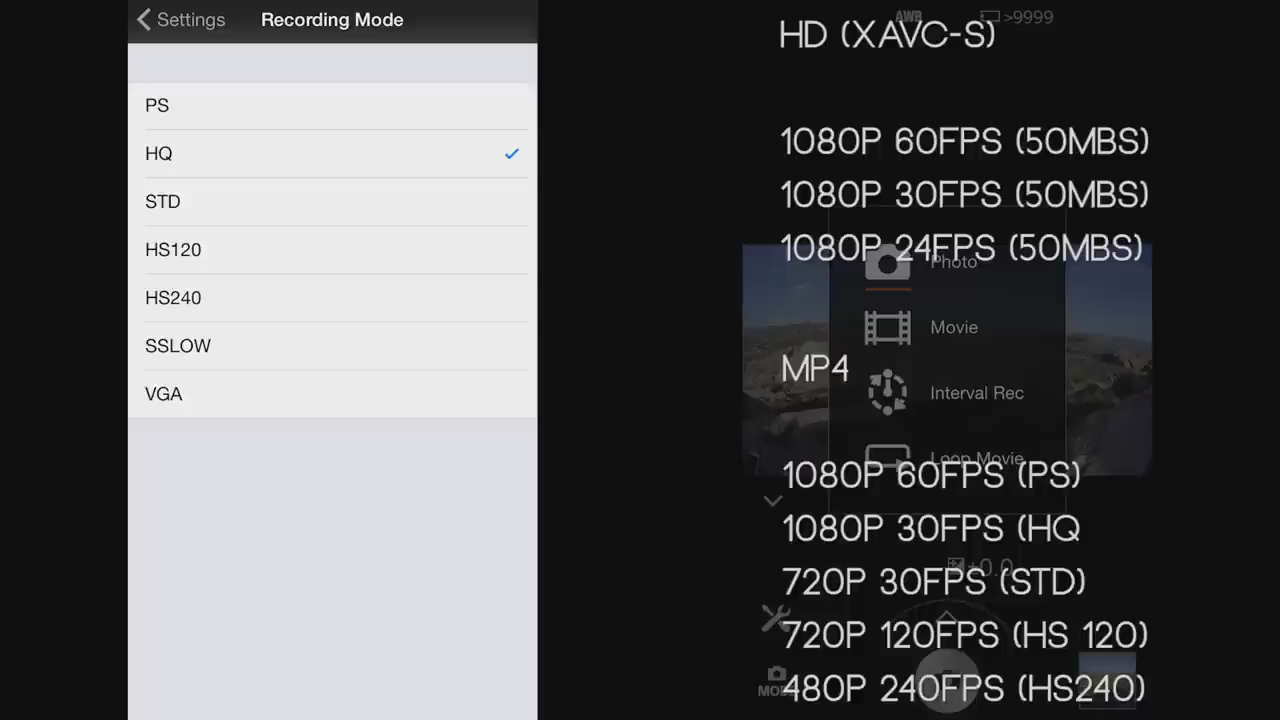 Settings
Recording Mode
PS
HQ
STD
HS120
HS240
SSLOW
VGA
AWB
>9999
HD (XAVC-S)
1080P 60FPS (50MBS)
1080P 30FPS (50MBS)
1080P 24FPS (50MBS)
Photo
Movie
MP4
Interval Rec
Loop Movie
1080P 60FPS (PS)
1080P 30FPS (HQ
±0.0
720P 30FPS (STD)
720P 120FPS (HS 120)
480P 240FPS (HS240)